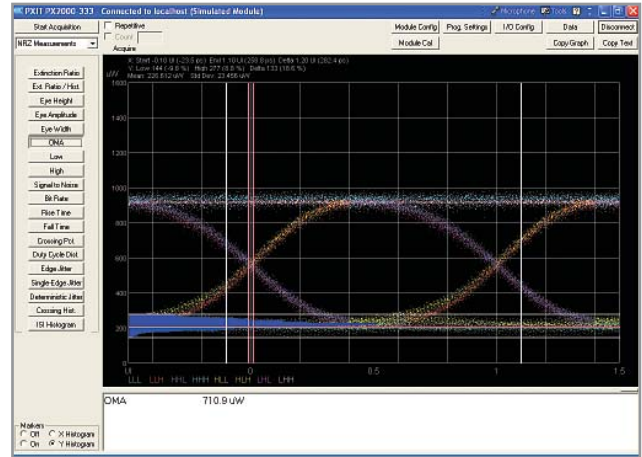 PXIT PX2000-333 Connected to localhost (Simulated Module)
Microphone Tools
Start Acquisition
Repetitive
Count
Acquire
Module Config
Prog. Settings
I/O Config
Data
Disconnect
NRZ Measurements
Module Cal
Copy Graph
Copy Text
Extinction Ratio
Ext. Ratio / Hist.
Eye Height
Eye Amplitude
Eye Width
OMA
Low
High
Signal to Noise
Bit Rate
Rise Time
Fall Time
Crossing Pct.
Duty Cycle Dist.
Edge Jitter
Single-Edge Jitter
Deterministic Jitter
Crossing Hist.
ISI Histogram
uW
1600
1400
1200
1000
800
600
400
200
0
UI
0
0.5
1
1.5
LLL LLH HHL HHH HLL HLH LHL LHH
OMA 710.9 uW
Markers
Off X Histogram
On Y Histogram